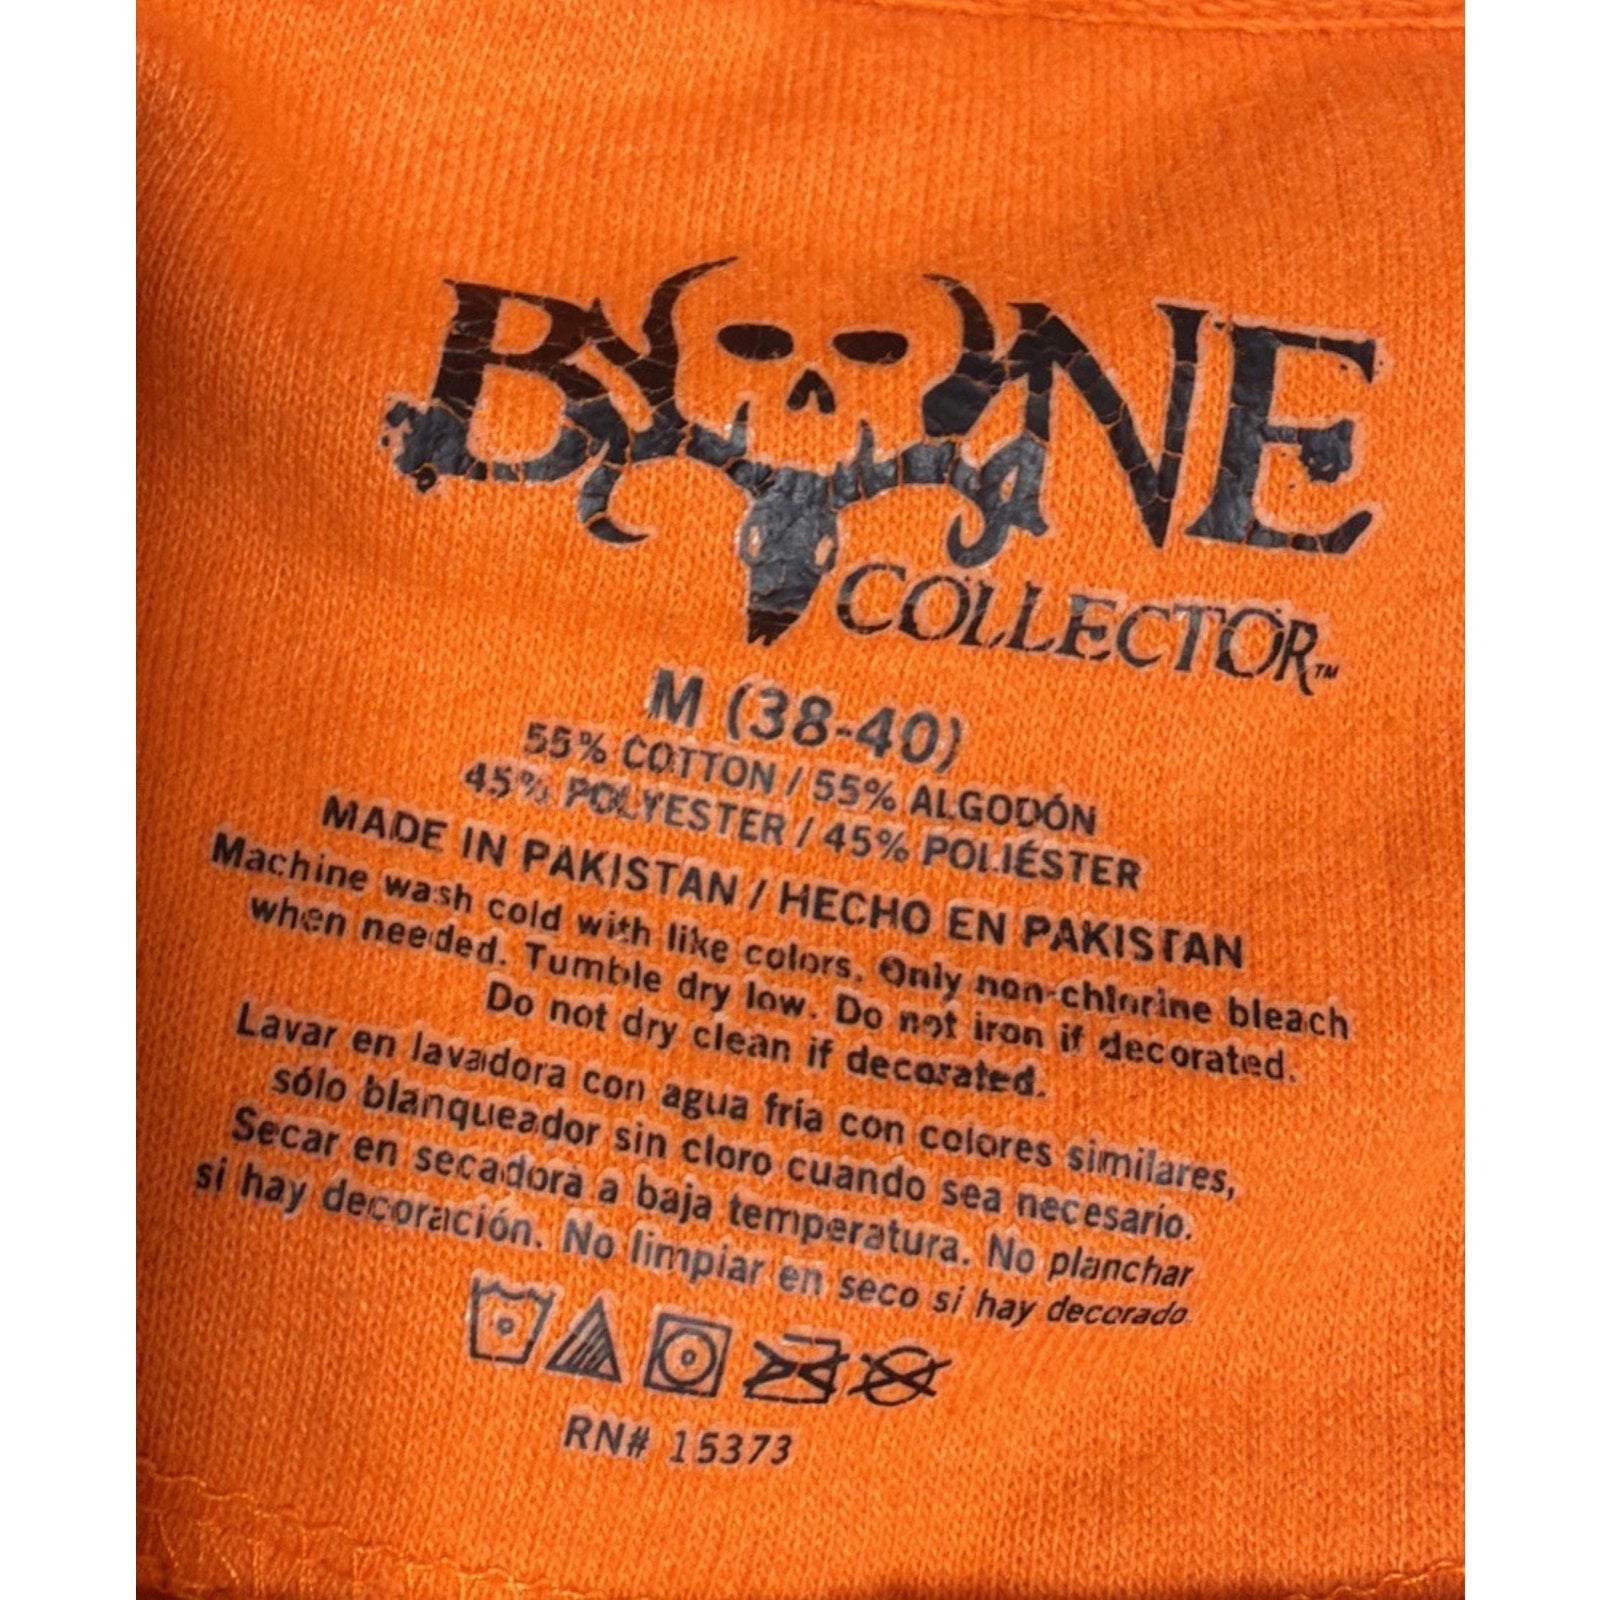 BONE
COLLECTOR™
M (38-40)
55% COTTON / 55% ALGODÓN
45% POLYESTER / 45% POLIÉSTER
MADE IN PAKISTAN / HECHO EN PAKISTAN
Machine wash cold with like colors. Only non-chlorine bleach
when needed. Tumble dry low. Do not iron if decorated.
Do not dry clean if decorated.
Lavar en lavadora con agua fría con colores similares,
sólo blanqueador sin cloro cuando sea necesario.
Secar en secadora a baja temperatura. No planchar
si hay decoración. No limpiar en seco si hay decorado.
RN# 15373